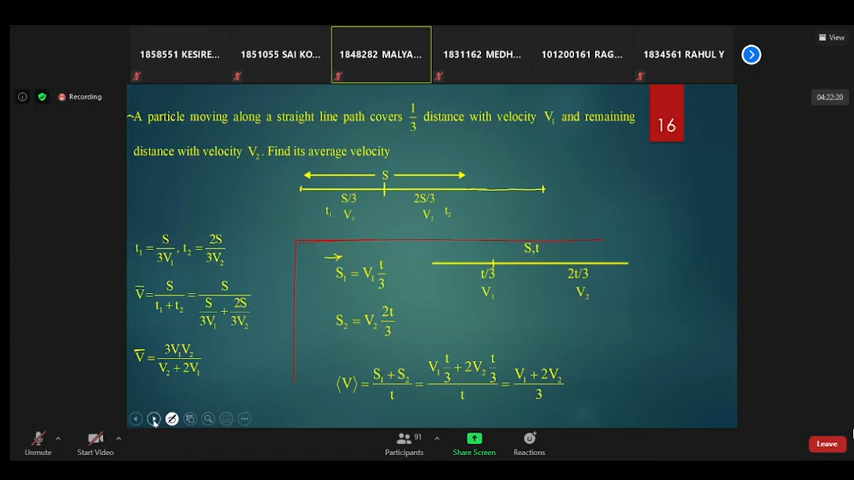 1858551 KESIRE...
1851055 SAI KO...
1848282 MALYA...
1831162 MEDH...
101200161 RAG...
1834561 RAHUL Y
View
Recording
04:22:20
A particle moving along a straight line path covers 1/3 distance with velocity V₁ and remaining
distance with velocity V₂. Find its average velocity
16
S
S/3 2S/3
t₁ V₁ V₂ t₂
t₁ = S/3V₁, t₂ = 2S/3V₂
V̄ = S/(t₁ + t₂) = S/(S/3V₁ + 2S/3V₂)
V̄ = 3V₁V₂/(V₂ + 2V₁)
S,t
t/3 2t/3
V₁ V₂
S₁ = V₁ t/3
S₂ = V₂ 2t/3
⟨V⟩ = (S₁ + S₂)/t = (V₁ t/3 + 2V₂ t/3)/t = (V₁ + 2V₂)/3
Unmute
Start Video
91
Participants
Share Screen
Reactions
Leave